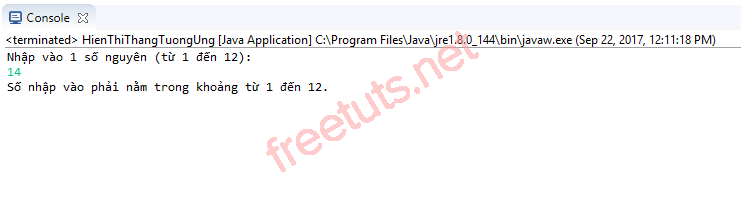 Console
<terminated> HienThiThangTuongUng [Java Application] C:\Program Files\Java\jre1.8.0_144\bin\javaw.exe (Sep 22, 2017, 12:11:18 PM)
Nhập vào 1 số nguyên (từ 1 đến 12):
14
Số nhập vào phải nằm trong khoảng từ 1 đến 12.
freetuts.net